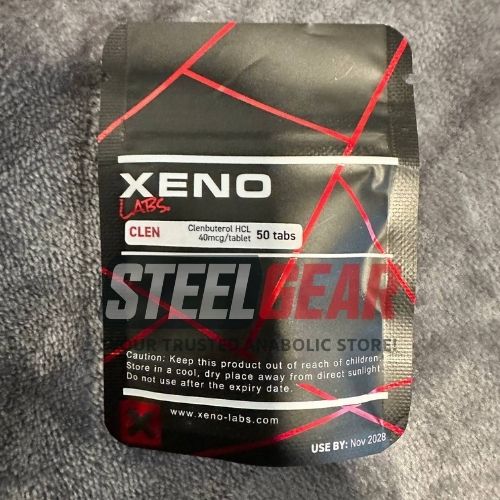 XENO
LABS.
CLEN
Clenbuterol HCL
40mcg/tablet
50 tabs
STEELGEAR
YOUR TRUSTED ANABOLIC STORE!
Caution: Keep this product out of reach of children.
Store in a cool, dry place away from direct sunlight.
Do not use after the expiry date.
www.xeno-labs.com
USE BY: Nov 2028